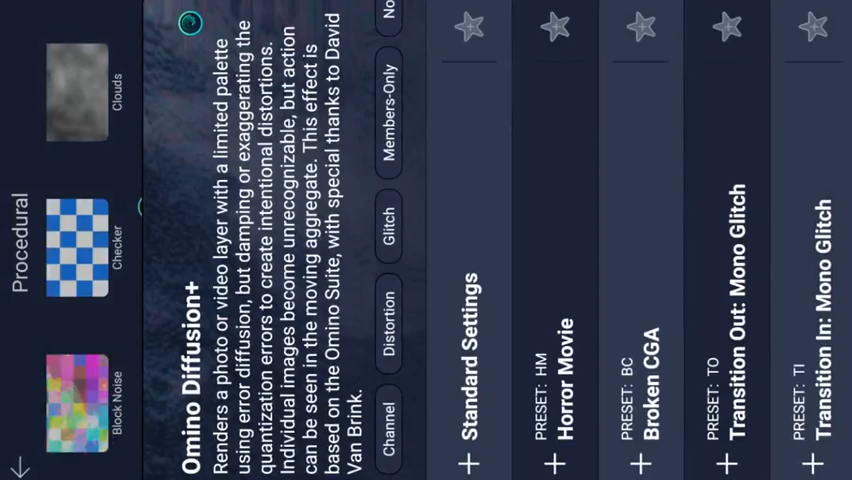 Procedural
Block Noise
Checker
Clouds
Omino Diffusion+
Renders a photo or video layer with a limited palette
using error diffusion, but damping or exaggerating the
quantization errors to create intentional distortions.
Individual images become unrecognizable, but action
can be seen in the moving aggregate. This effect is
based on the Omino Suite, with special thanks to David
Van Brink.
Channel
Distortion
Glitch
Members-Only
No
Standard Settings
PRESET: HM
Horror Movie
PRESET: BC
Broken CGA
PRESET: TO
Transition Out: Mono Glitch
PRESET: TI
Transition In: Mono Glitch